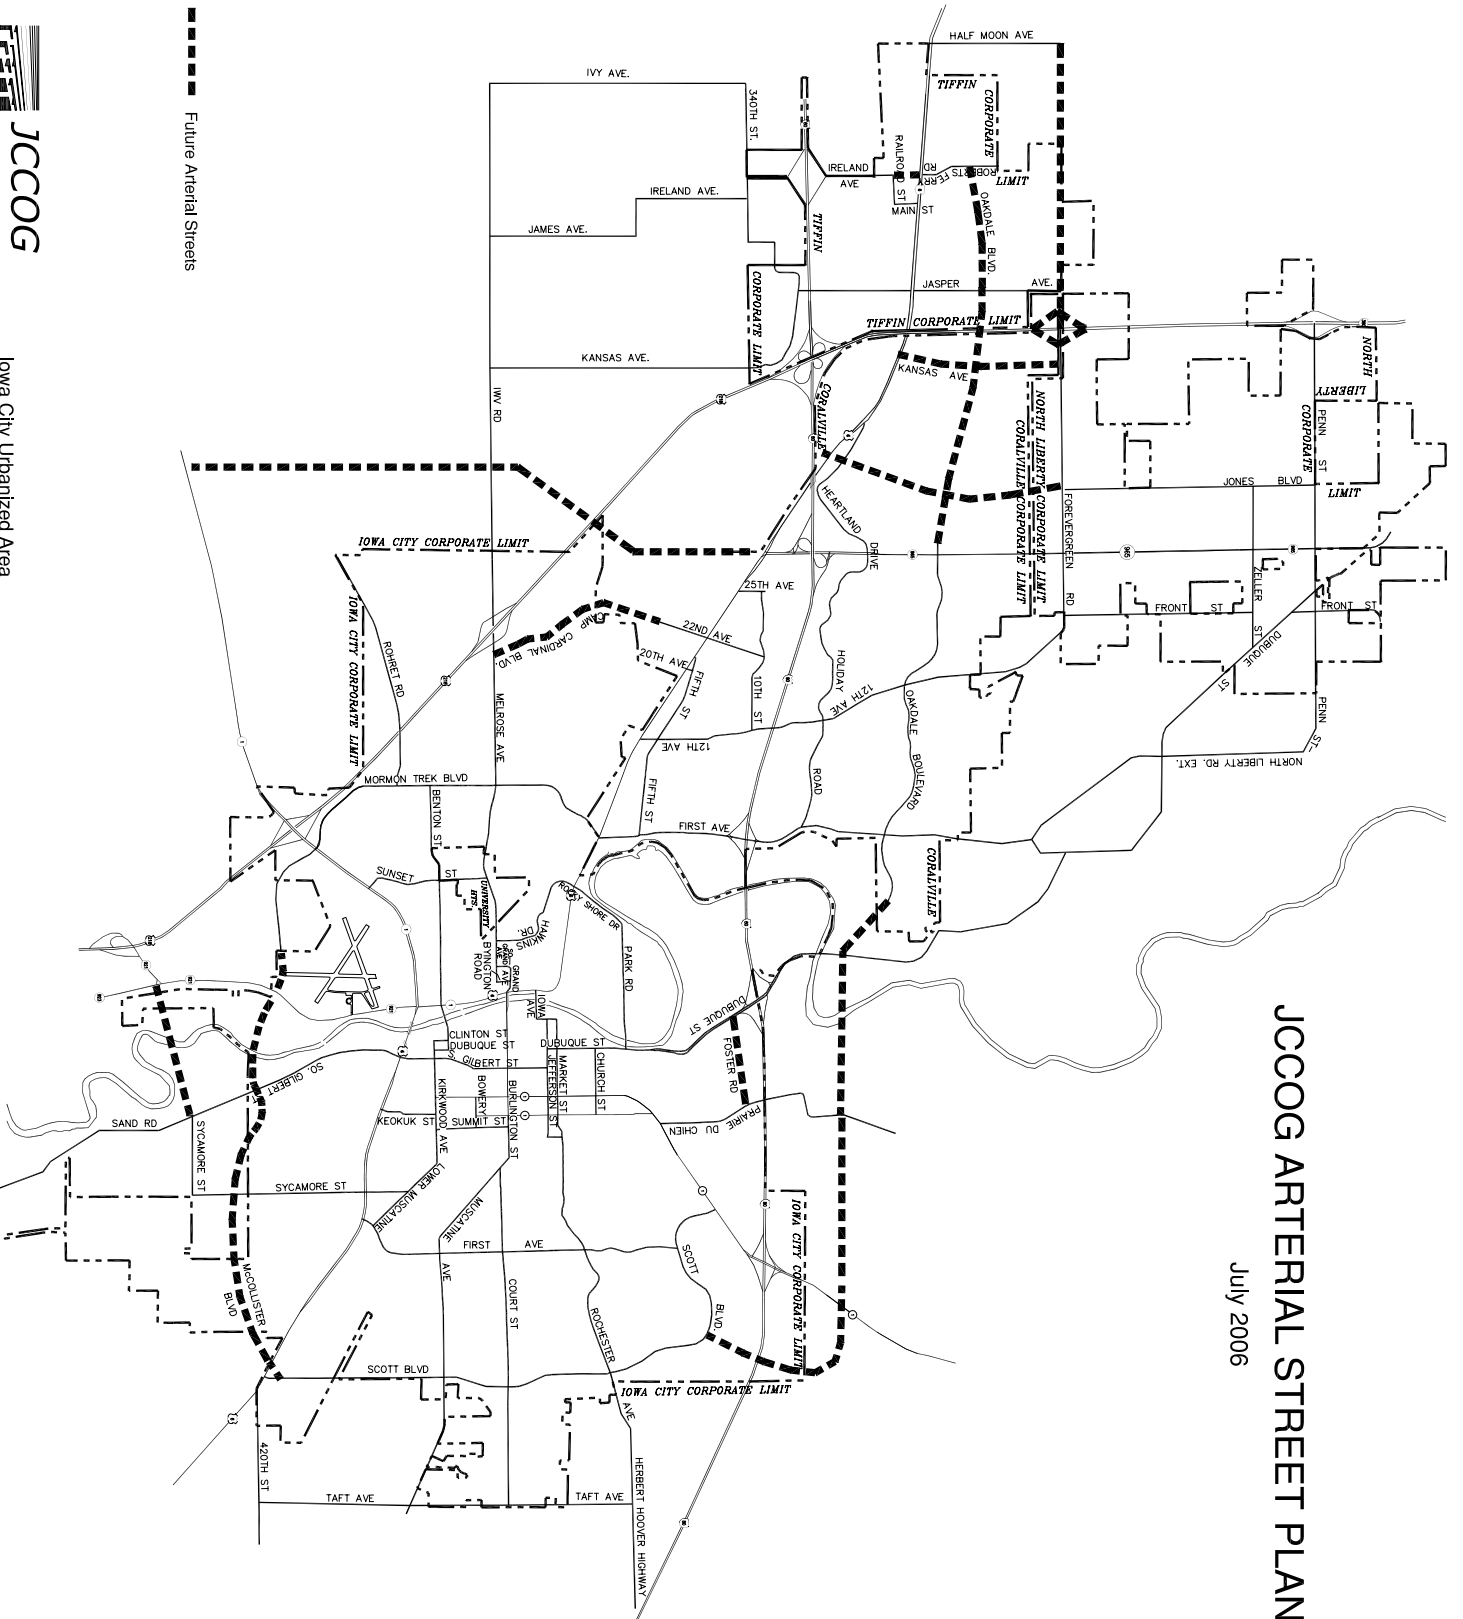 JCCOG ARTERIAL STREET PLAN
July 2006
Future Arterial Streets
JCCOG
Iowa City Urbanized Area
HALF MOON AVE
TIFFIN
CORPORATE
LIMIT
IVY AVE.
340TH ST.
RAILROAD ST
IRELAND
AVE
ROBERTS FERRY RD
MAIN ST
OAKDALE BLVD.
IRELAND AVE.
JAMES AVE.
TIFFIN
CORPORATE LIMIT
JASPER AVE.
TIFFIN CORPORATE LIMIT
KANSAS AVE.
KANSAS AVE
CORALVILLE
NORTH LIBERTY CORPORATE LIMIT
CORALVILLE CORPORATE LIMIT
NORTH
LIBERTY
CORPORATE
LIMIT
PENN ST
JONES BLVD
IWV RD
HEARTLAND DRIVE
FOREVERGREEN RD
965
ZELLER ST
FRONT ST
FRONT ST
DUBUQUE ST
IOWA CITY CORPORATE LIMIT
IOWA CITY CORPORATE LIMIT
25TH AVE
22ND AVE
CAMP CARDINAL BLVD.
20TH AVE
FIFTH ST
10TH ST
HOLIDAY ROAD
12TH AVE
12TH AVE
OAKDALE BOULEVARD
PENN ST
NORTH LIBERTY RD. EXT.
ROHRET RD
MELROSE AVE
MORMON TREK BLVD
BENTON ST
FIFTH ST
FIRST AVE
SUNSET ST
UNIVERSITY HTS.
CORALVILLE
ROCKY SHORE DR
HAWKINS DR.
BYINGTON ROAD
GRAND AVE
SO. GRAND AVE
PARK RD
IOWA AVE
DUBUQUE ST
FOSTER RD
CLINTON ST
DUBUQUE ST
S. GILBERT ST
DUBUQUE ST
JEFFERSON ST
MARKET ST
CHURCH ST
BOWERY
BURLINGTON ST
KIRKWOOD AVE
KEOKUK ST
SUMMIT ST
PRAIRIE DU CHIEN
SO. GILBERT ST
SAND RD
SYCAMORE ST
SYCAMORE ST
LOWER MUSCATINE
MUSCATINE
AVE
FIRST AVE
SCOTT BLVD.
IOWA CITY CORPORATE LIMIT
McCOLLISTER BLVD
COURT ST
ROCHESTER AVE
SCOTT BLVD
IOWA CITY CORPORATE LIMIT
420TH ST
TAFT AVE
TAFT AVE
HERBERT HOOVER HIGHWAY